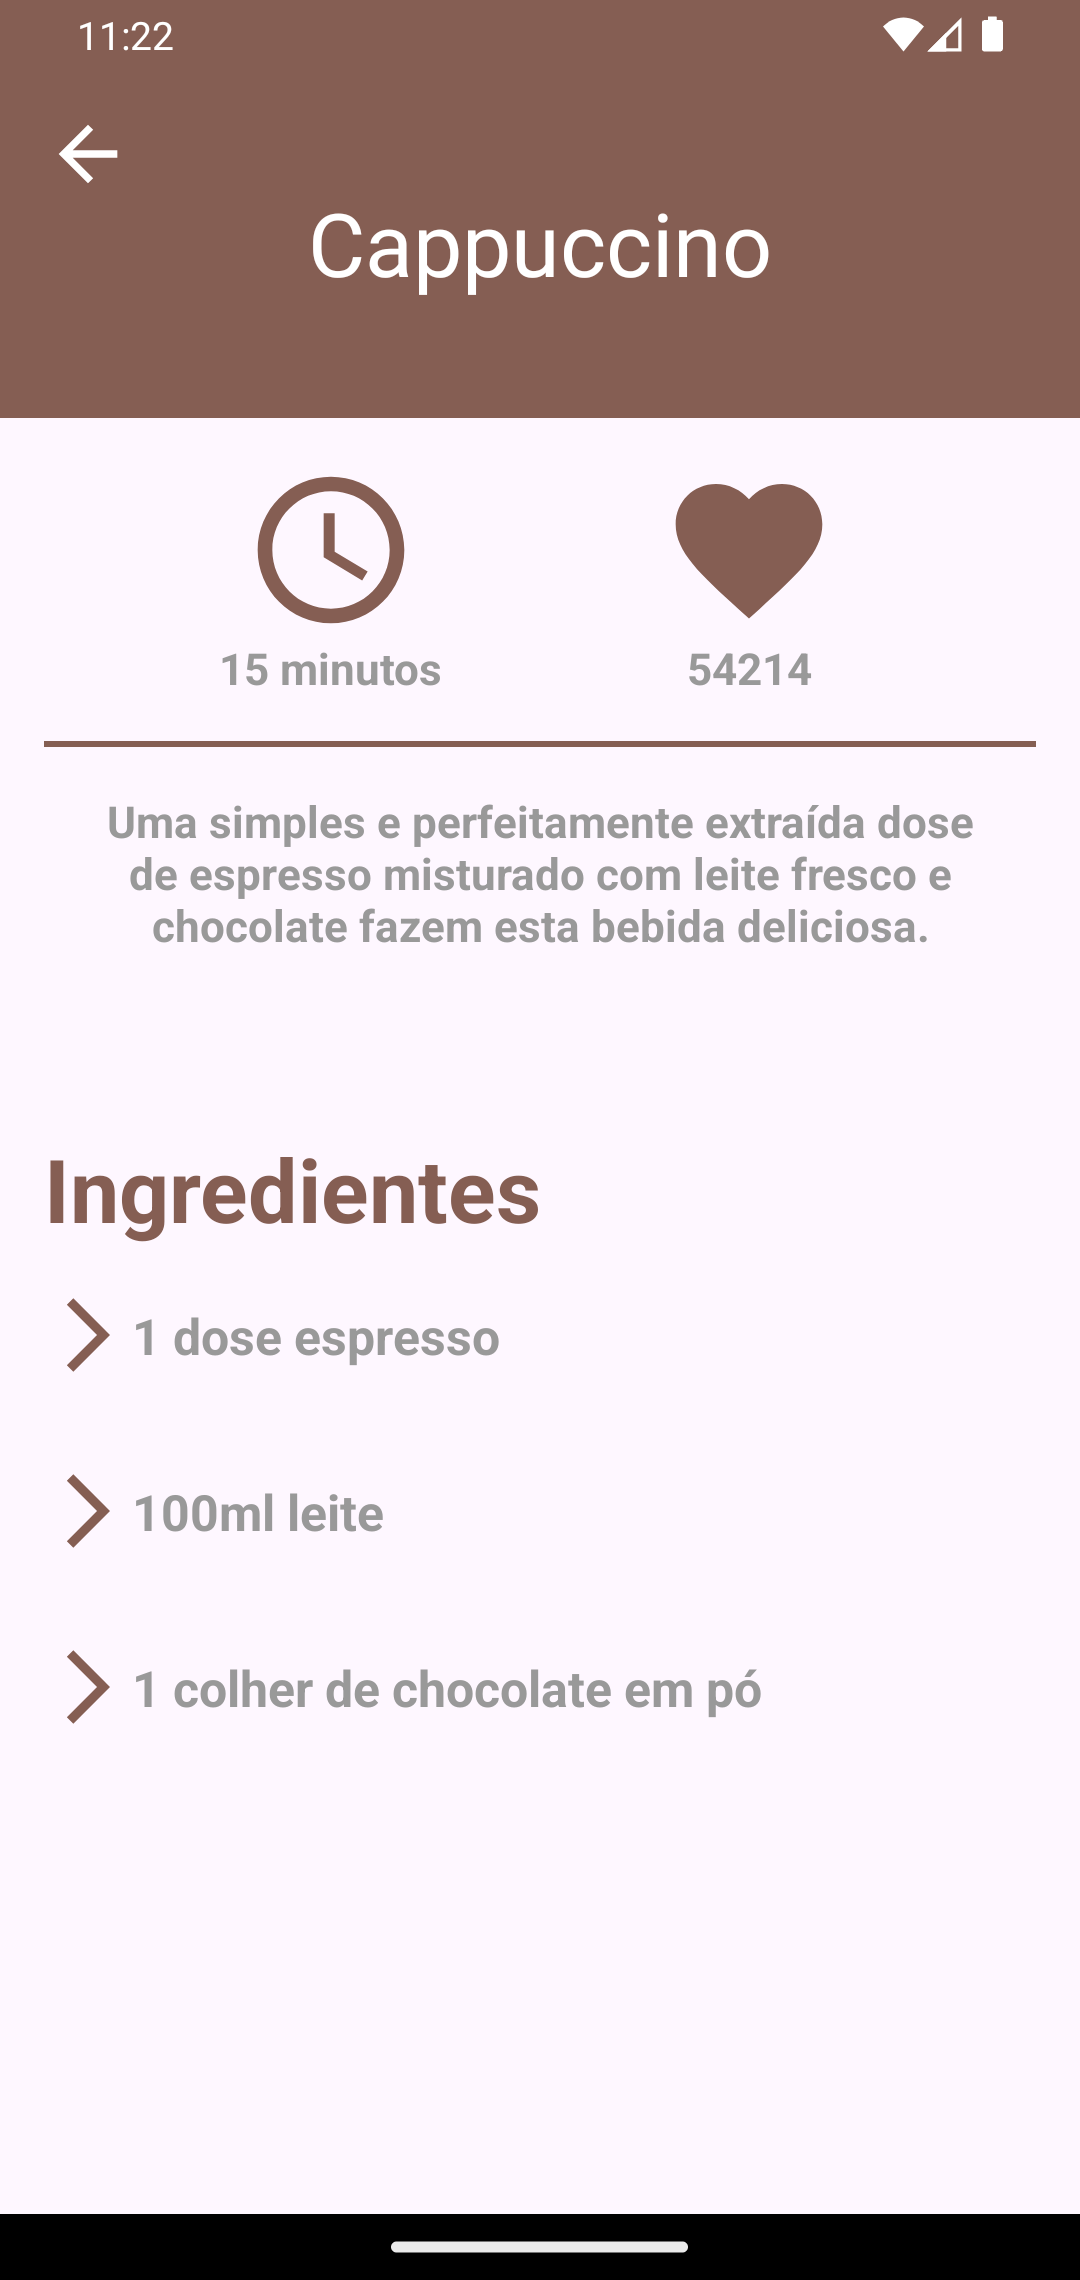 11:22
Cappuccino
15 minutos
54214
Uma simples e perfeitamente extraída dose
de espresso misturado com leite fresco e
chocolate fazem esta bebida deliciosa.
Ingredientes
1 dose espresso
100ml leite
1 colher de chocolate em pó